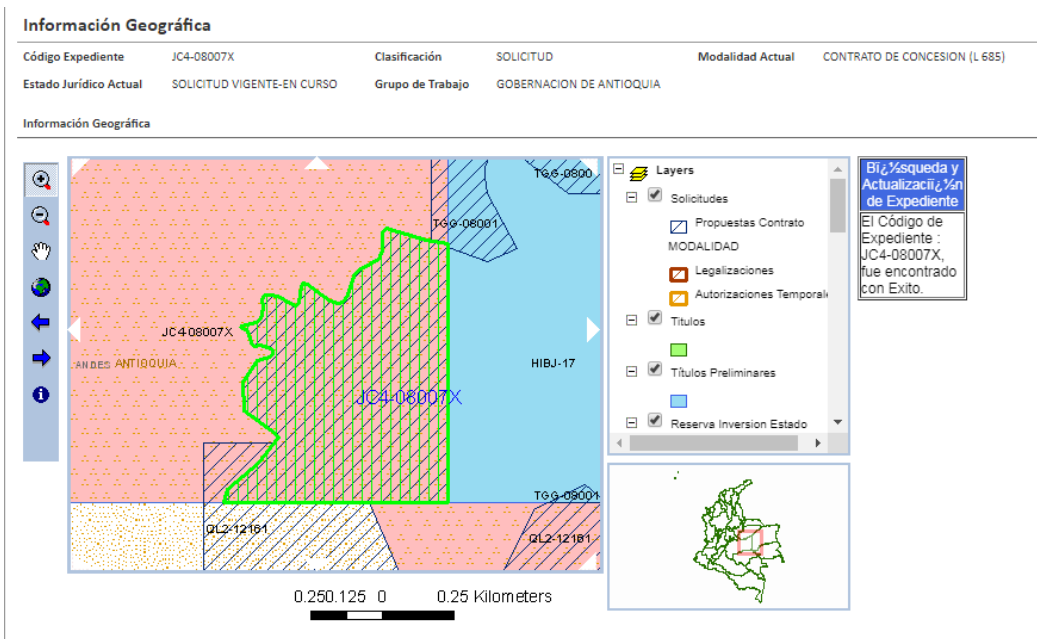 Información Geográfica
Código Expediente JC4-08007X Clasificación SOLICITUD Modalidad Actual CONTRATO DE CONCESION (L 685)
Estado Jurídico Actual SOLICITUD VIGENTE-EN CURSO Grupo de Trabajo GOBERNACION DE ANTIOQUIA
Información Geográfica
TGG-0800
TGG-08001
JC4-08007X
ANDES ANTIOQUIA
HIBJ-17
JC4-08007X
TGG-08001
QL2-12161
QL2-12161
0.250.125 0 0.25 Kilometers
Layers
Solicitudes
Propuestas Contrato
MODALIDAD
Legalizaciones
Autorizaciones Temporale
Titulos
Títulos Preliminares
Reserva Inversion Estado
Bï¿½squeda y
Actualizaciï¿½n
de Expediente
El Código de
Expediente :
JC4-08007X,
fue encontrado
con Exito.